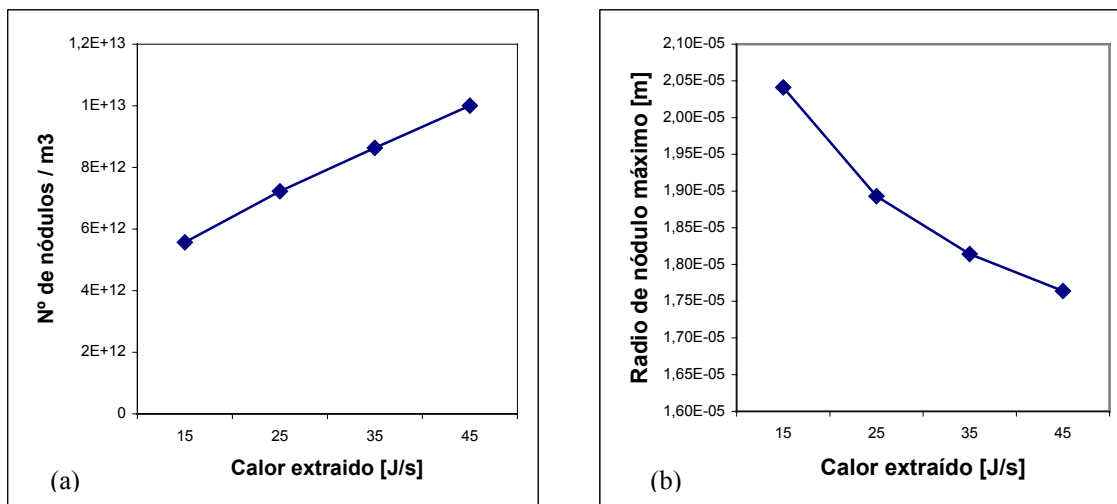 1,2E+13
1E+13
8E+12
6E+12
4E+12
2E+12
0
Nº de nódulos / m3
15 25 35 45
Calor extraido [J/s]
(a)
2,10E-05
2,05E-05
2,00E-05
1,95E-05
1,90E-05
1,85E-05
1,80E-05
1,75E-05
1,70E-05
1,65E-05
1,60E-05
Radio de nódulo máximo [m]
15 25 35 45
Calor extraído [J/s]
(b)